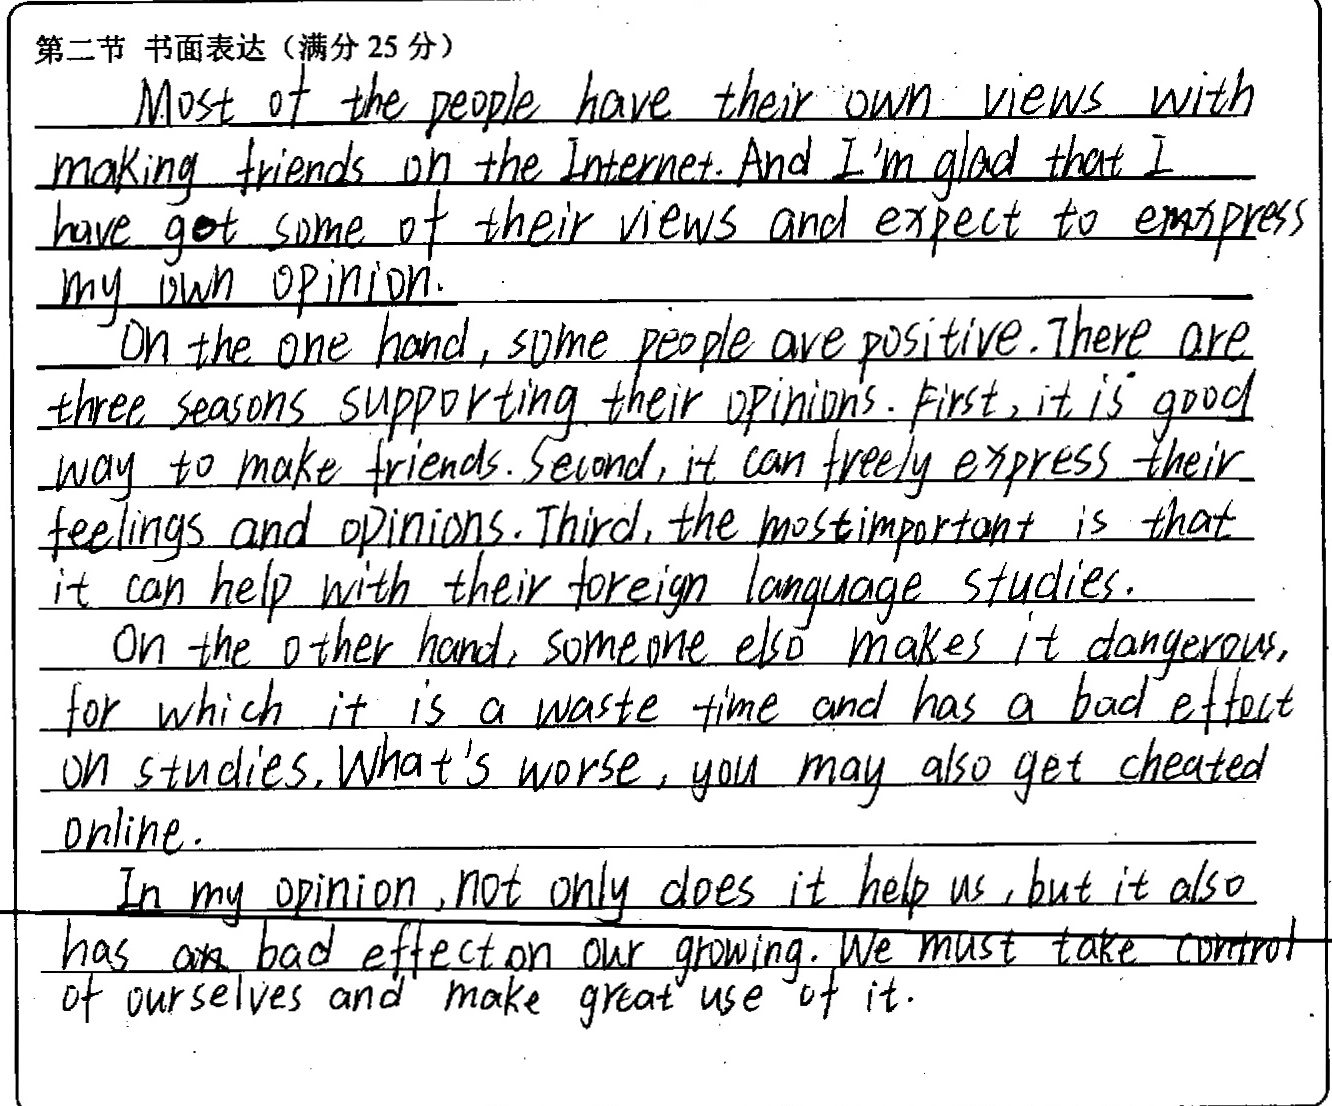 第二节 书面表达（满分 25 分）
Most of the people have their own views with
making friends on the Internet. And I'm glad that I
have got some of their views and expect to express
my own opinion.
On the one hand, some people are positive. There are
three seasons supporting their opinions. First, it is good
way to make friends. Second, it can freely express their
feelings and opinions. Third, the most important is that
it can help with their foreign language studies.
On the other hand, someone elso makes it dangerous,
for which it is a waste time and has a bad effect
on studies. What's worse, you may also get cheated
online.
In my opinion, not only does it help us, but it also
has an bad effect on our growing. We must take control
of ourselves and make great use of it.